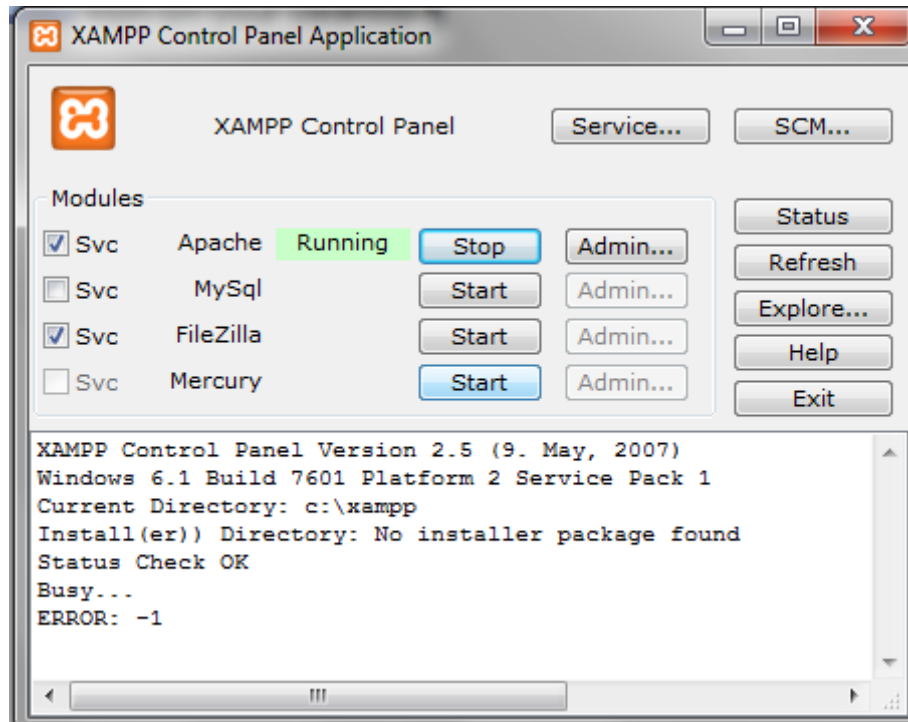 XAMPP Control Panel Application
XAMPP Control Panel Service... SCM...
Modules
Svc Apache Running Stop Admin...
Svc MySql Start Admin...
Svc FileZilla Start Admin...
Svc Mercury Start Admin...
Status
Refresh
Explore...
Help
Exit
XAMPP Control Panel Version 2.5 (9. May, 2007)
Windows 6.1 Build 7601 Platform 2 Service Pack 1
Current Directory: c:\xampp
Install(er)) Directory: No installer package found
Status Check OK
Busy...
ERROR: -1